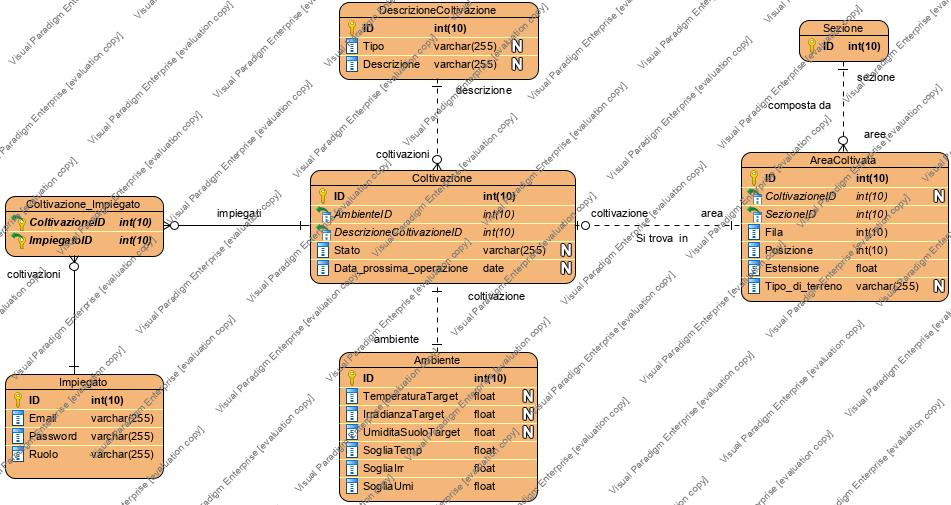 DescrizioneColtivazione
ID int(10)
Tipo varchar(255) N
Descrizione varchar(255) N
descrizione
coltivazioni
Sezione
ID int(10)
sezione
composta da
aree
Coltivazione_Impiegato
ColtivazioneID int(10)
ImpiegatoID int(10)
impiegati
coltivazioni
Coltivazione
ID int(10)
AmbienteID int(10)
DescrizioneColtivazioneID int(10)
Stato varchar(255) N
Data_prossima_operazione date N
coltivazione
area
Si trova in
AreaColtivata
ID int(10)
ColtivazioneID int(10) N
SezioneID int(10)
Fila int(10)
Posizione int(10)
Estensione float
Tipo_di_terreno varchar(255) N
coltivazione
ambiente
Impiegato
ID int(10)
Email varchar(255)
Password varchar(255)
Ruolo varchar(255)
Ambiente
ID int(10)
TemperaturaTarget float N
IrradianzaTarget float N
UmiditaSuoloTarget float N
SogliaTemp float
SogliaIrr float
SogliaUmi float
Visual Paradigm Enterprise [evaluation copy]